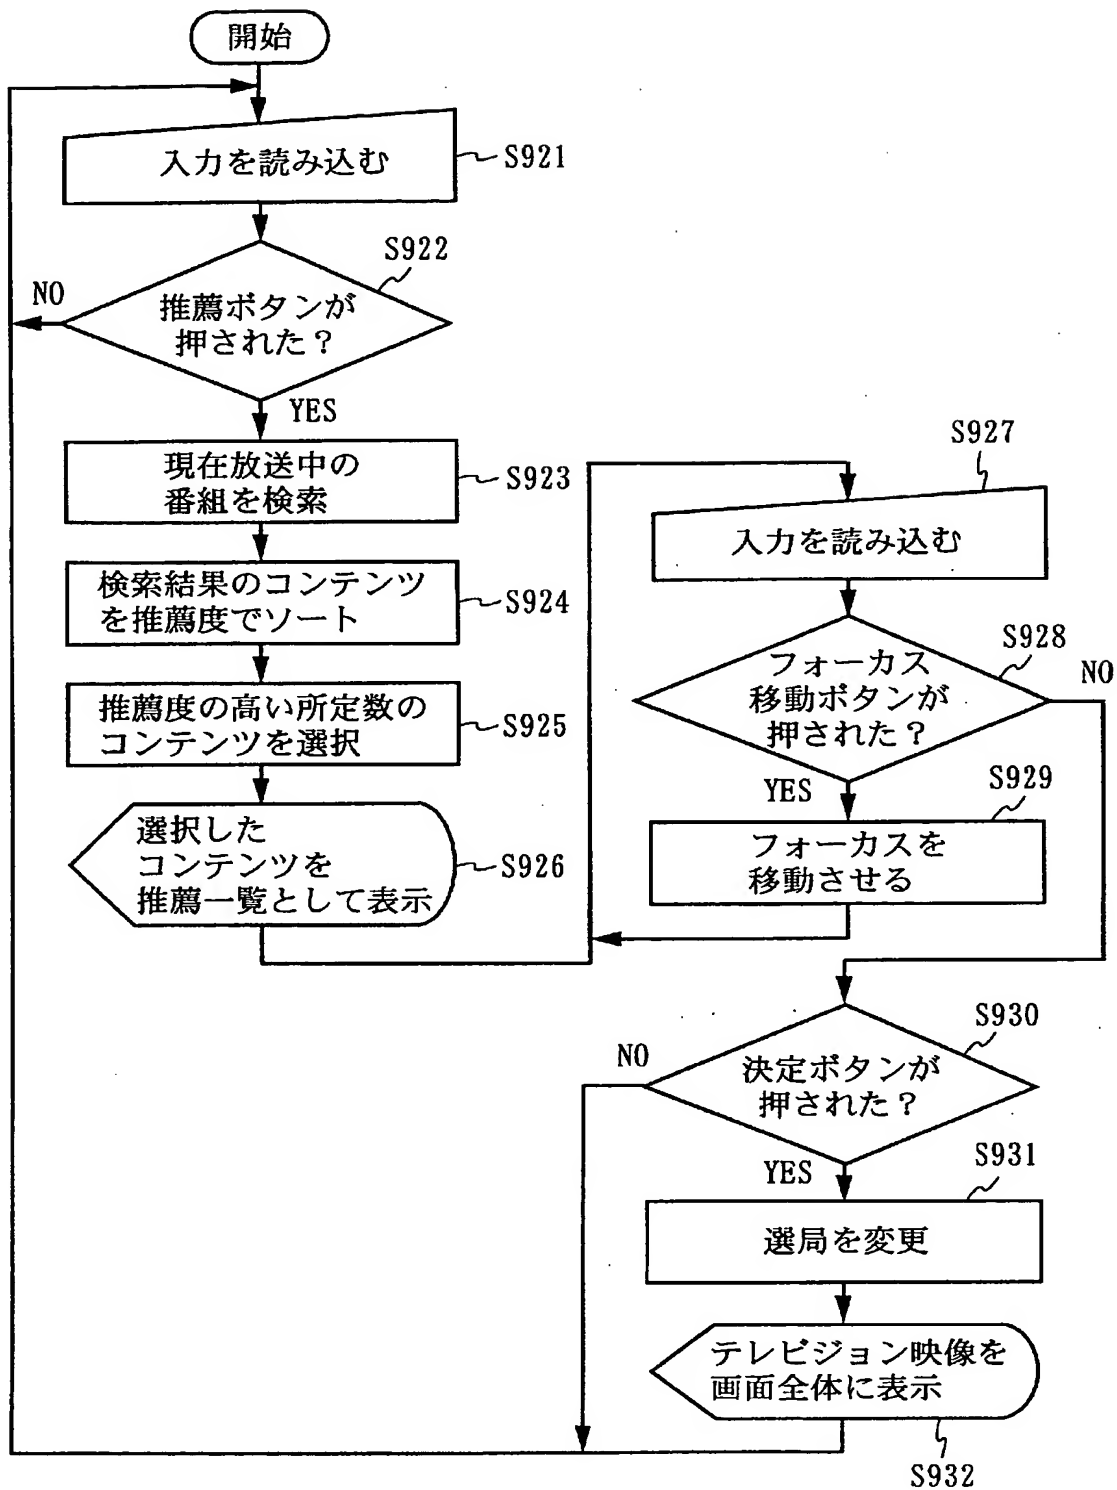 開始
入力を読み込む
S921
S922
NO
推薦ボタンが
押された?
YES
現在放送中の
番組を検索
S923
検索結果のコンテンツ
を推薦度でソート
S924
推薦度の高い所定数の
コンテンツを選択
S925
選択した
コンテンツを
推薦一覧として表示
S926
S927
入力を読み込む
S928
NO
フォーカス
移動ボタンが
押された?
YES
S929
フォーカスを
移動させる
S930
NO
決定ボタンが
押された?
YES
S931
選局を変更
テレビジョン映像を
画面全体に表示
S932